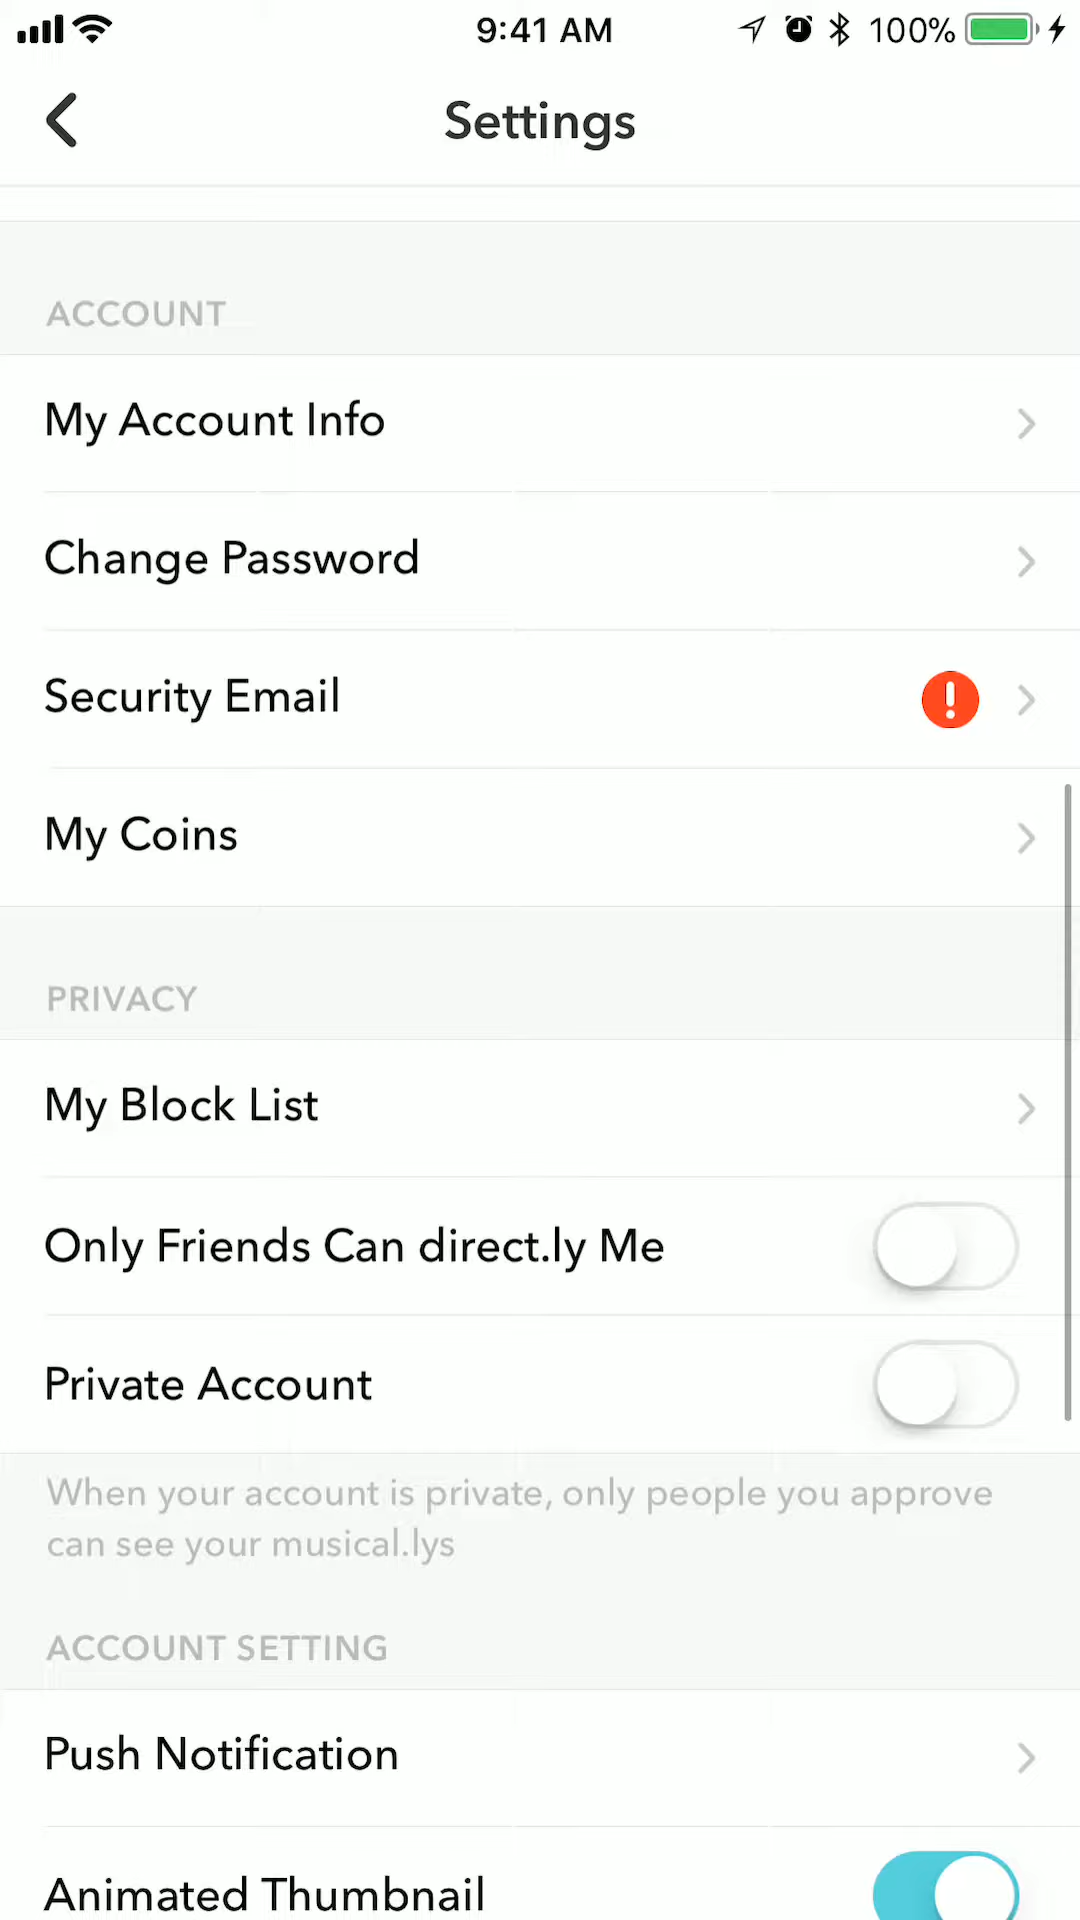 9:41 AM
100%
Settings
ACCOUNT
My Account Info
Change Password
Security Email
My Coins
PRIVACY
My Block List
Only Friends Can direct.ly Me
Private Account
When your account is private, only people you approve
can see your musical.lys
ACCOUNT SETTING
Push Notification
Animated Thumbnail